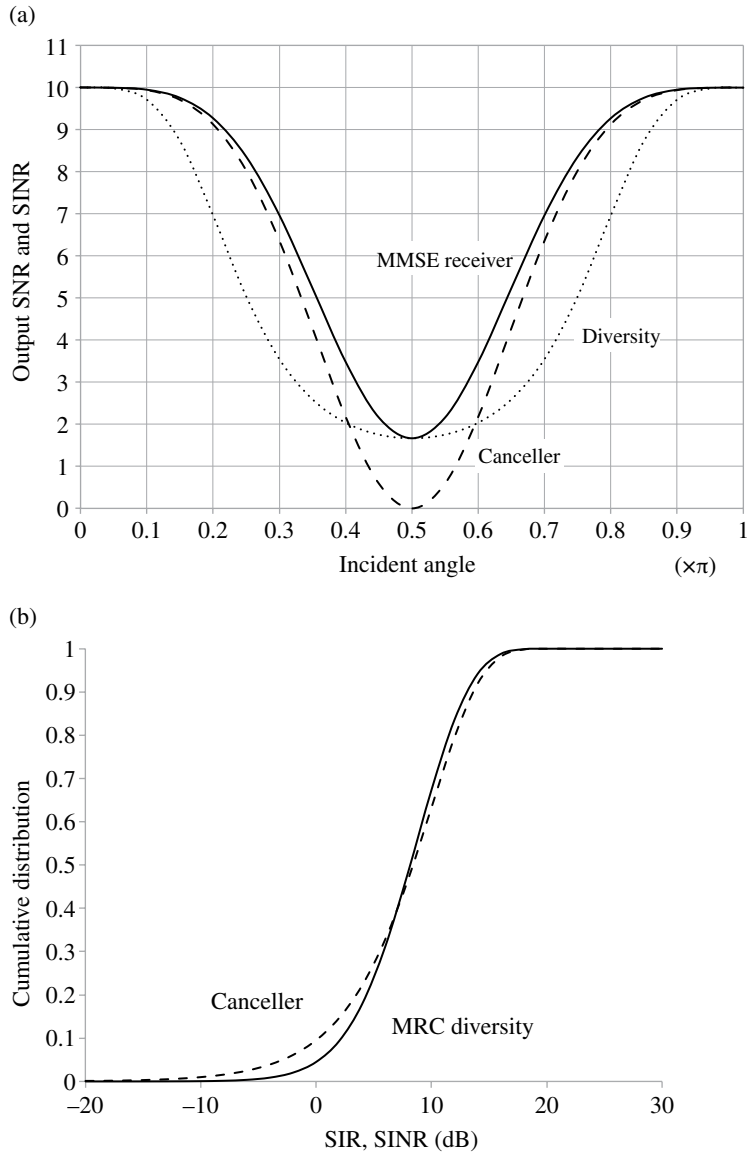 (a)
11
10
9
8
7
6
5
4
3
2
1
0
Output SNR and SINR
MMSE receiver
Diversity
Canceller
0 0.1 0.2 0.3 0.4 0.5 0.6 0.7 0.8 0.9 1
Incident angle (×π)
(b)
1
0.9
0.8
0.7
0.6
0.5
0.4
0.3
0.2
0.1
0
Cumulative distribution
Canceller
MRC diversity
–20 –10 0 10 20 30
SIR, SINR (dB)